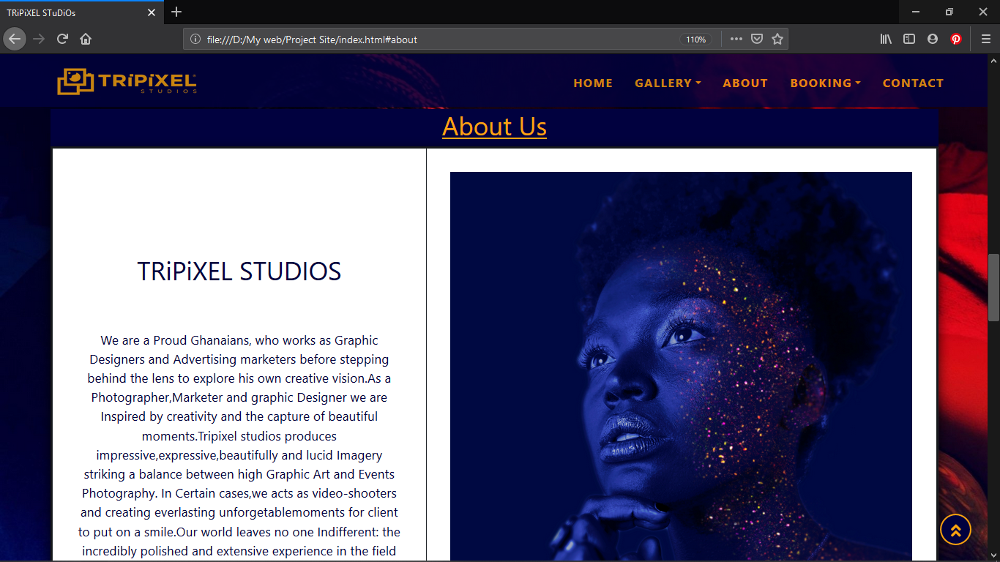 TRiPiXEL STuDiOs
file:///D:/My web/Project Site/index.html#about
110%
TRiPiXEL
STUDIOS
HOME
GALLERY
ABOUT
BOOKING
CONTACT
About Us
TRiPiXEL STUDIOS
We are a Proud Ghanaians, who works as Graphic
Designers and Advertising marketers before stepping
behind the lens to explore his own creative vision.As a
Photographer,Marketer and graphic Designer we are
Inspired by creativity and the capture of beautiful
moments.Tripixel studios produces
impressive,expressive,beautifully and lucid Imagery
striking a balance between high Graphic Art and Events
Photography. In Certain cases,we acts as video-shooters
and creating everlasting unforgetablemoments for client
to put on a smile.Our world leaves no one Indifferent: the
incredibly polished and extensive experience in the field